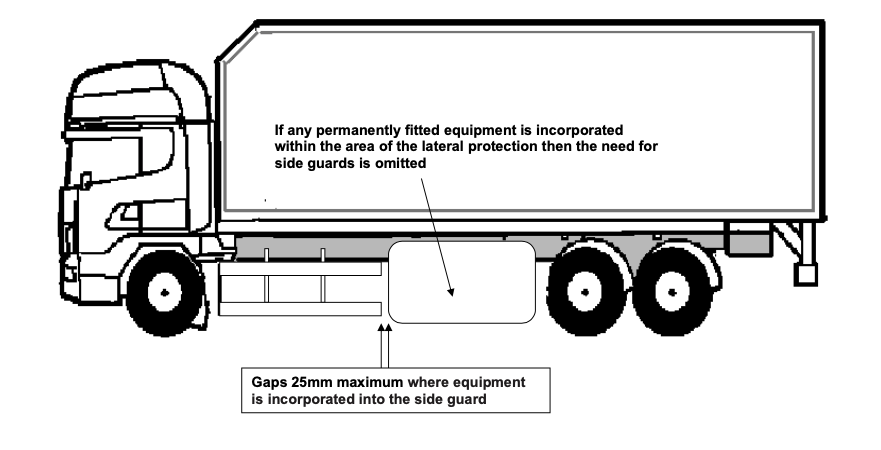 If any permanently fitted equipment is incorporated
within the area of the lateral protection then the need for
side guards is omitted
Gaps 25mm maximum where equipment
is incorporated into the side guard